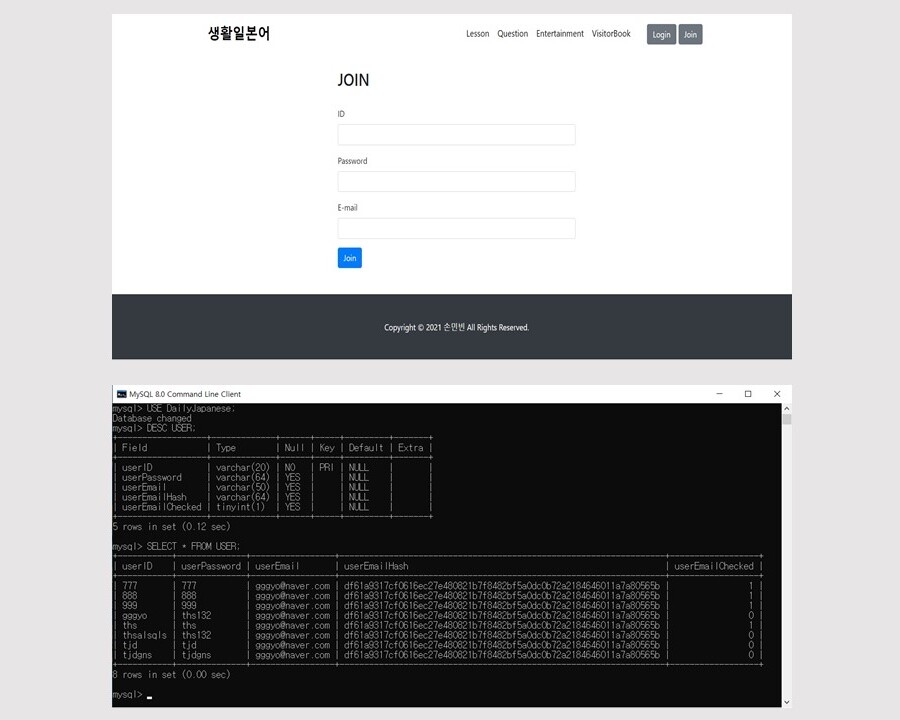 생활일본어
Lesson Question Entertainment VisitorBook Login Join
JOIN
ID
Password
E-mail
Join
Copyright © 2021 손민빈 All Rights Reserved.
MySQL 8.0 Command Line Client
mysql> USE DailyJapanese;
Database changed
mysql> DESC USER;
| Field | Type | Null | Key | Default | Extra |
| userID | varchar(20) | NO | PRI | NULL | |
| userPassword | varchar(64) | YES | | NULL | |
| userEmail | varchar(50) | YES | | NULL | |
| userEmailHash | varchar(64) | YES | | NULL | |
| userEmailChecked | tinyint(1) | YES | | NULL | |
5 rows in set (0.12 sec)
mysql> SELECT * FROM USER;
| userID | userPassword | userEmail | userEmailHash | userEmailChecked |
| 777 | 777 | gggyo@naver.com | df61a9317cf0616ec27e480821b7f8482bf5a0dc0b72a2184646011a7a80565b | 1 |
| 888 | 888 | gggyo@naver.com | df61a9317cf0616ec27e480821b7f8482bf5a0dc0b72a2184646011a7a80565b | 1 |
| 999 | 999 | gggyo@naver.com | df61a9317cf0616ec27e480821b7f8482bf5a0dc0b72a2184646011a7a80565b | 1 |
| gggyo | ths132 | gggyo@naver.com | df61a9317cf0616ec27e480821b7f8482bf5a0dc0b72a2184646011a7a80565b | 0 |
| ths | ths | gggyo@naver.com | df61a9317cf0616ec27e480821b7f8482bf5a0dc0b72a2184646011a7a80565b | 1 |
| thsalsqls | ths132 | gggyo@naver.com | df61a9317cf0616ec27e480821b7f8482bf5a0dc0b72a2184646011a7a80565b | 0 |
| tjd | tjd | gggyo@naver.com | df61a9317cf0616ec27e480821b7f8482bf5a0dc0b72a2184646011a7a80565b | 0 |
| tjdgns | tjdgns | gggyo@naver.com | df61a9317cf0616ec27e480821b7f8482bf5a0dc0b72a2184646011a7a80565b | 0 |
8 rows in set (0.00 sec)
mysql>